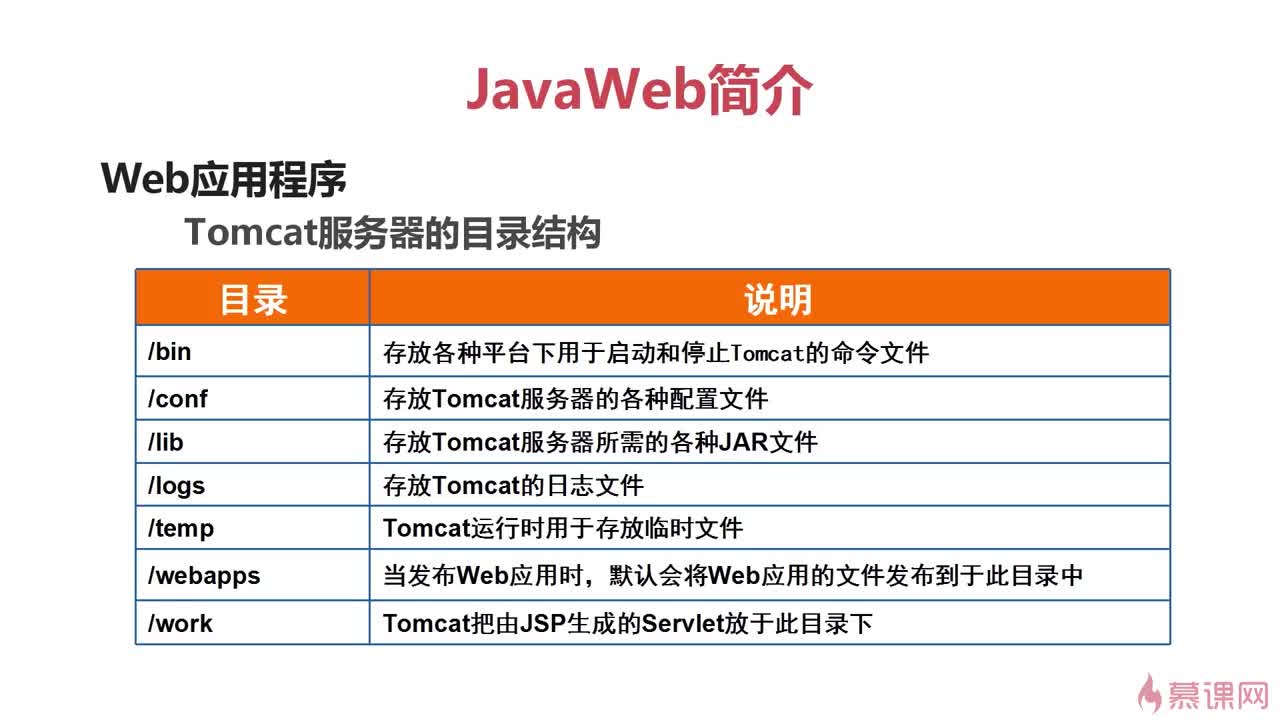 JavaWeb简介
Web应用程序
Tomcat服务器的目录结构
目录 说明
/bin 存放各种平台下用于启动和停止Tomcat的命令文件
/conf 存放Tomcat服务器的各种配置文件
/lib 存放Tomcat服务器所需的各种JAR文件
/logs 存放Tomcat的日志文件
/temp Tomcat运行时用于存放临时文件
/webapps 当发布Web应用时，默认会将Web应用的文件发布到于此目录中
/work Tomcat把由JSP生成的Servlet放于此目录下
慕课网